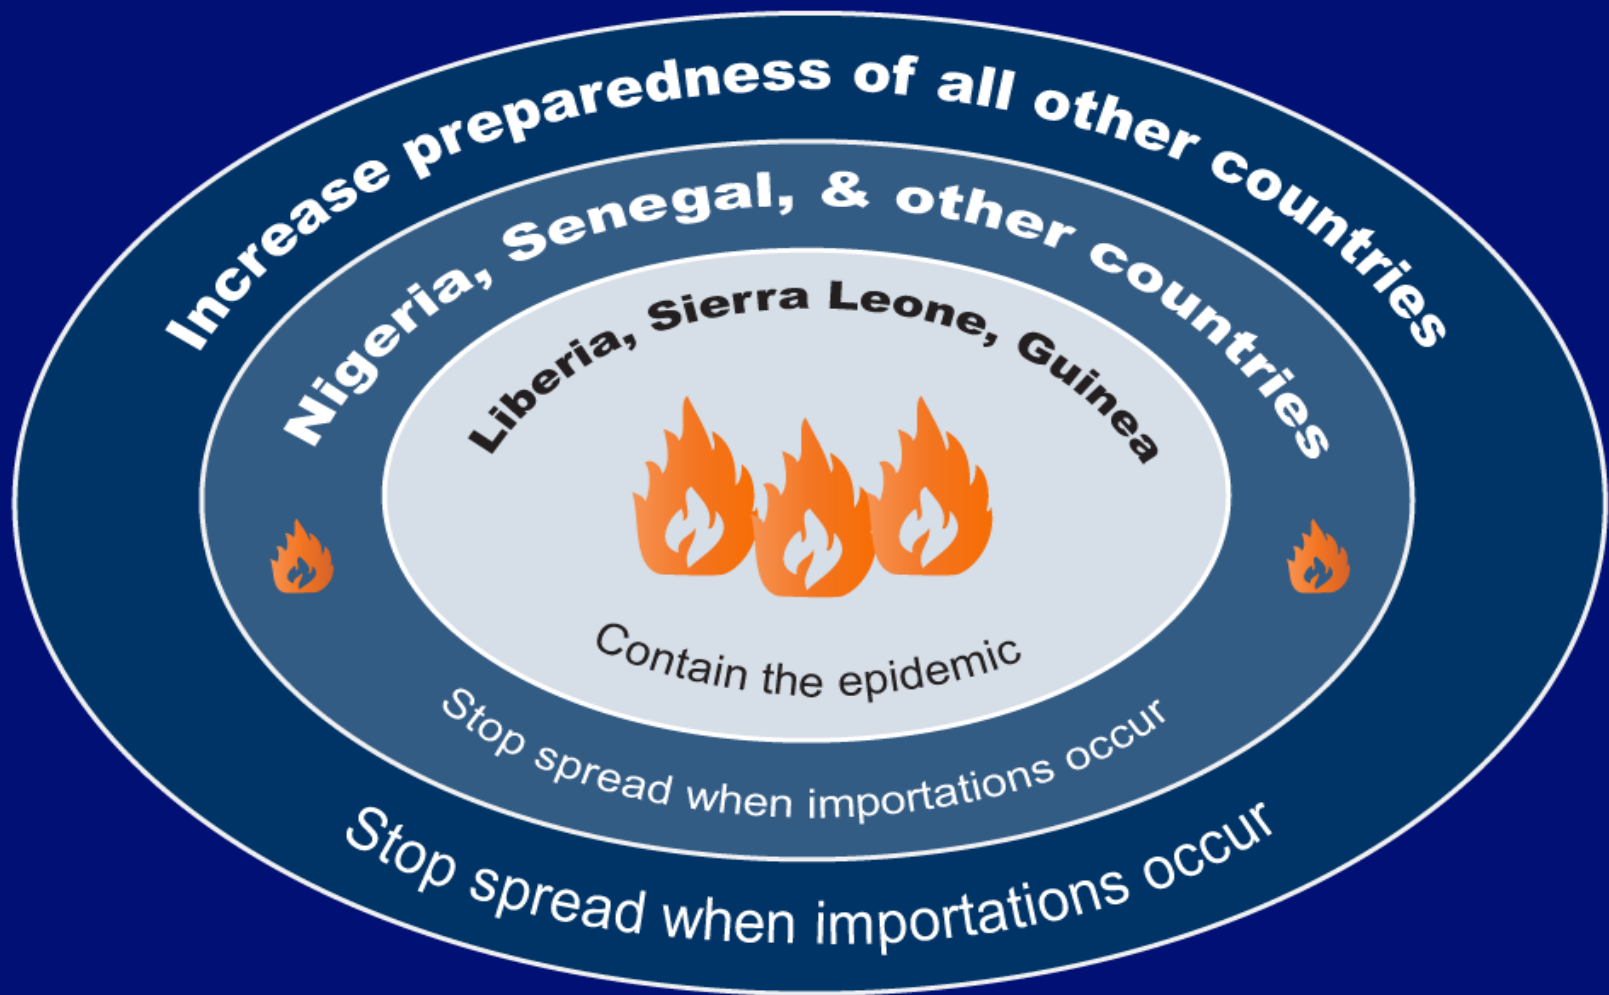 Increase preparedness of all other countries
Nigeria, Senegal, & other countries
Liberia, Sierra Leone, Guinea
Contain the epidemic
Stop spread when importations occur
Stop spread when importations occur